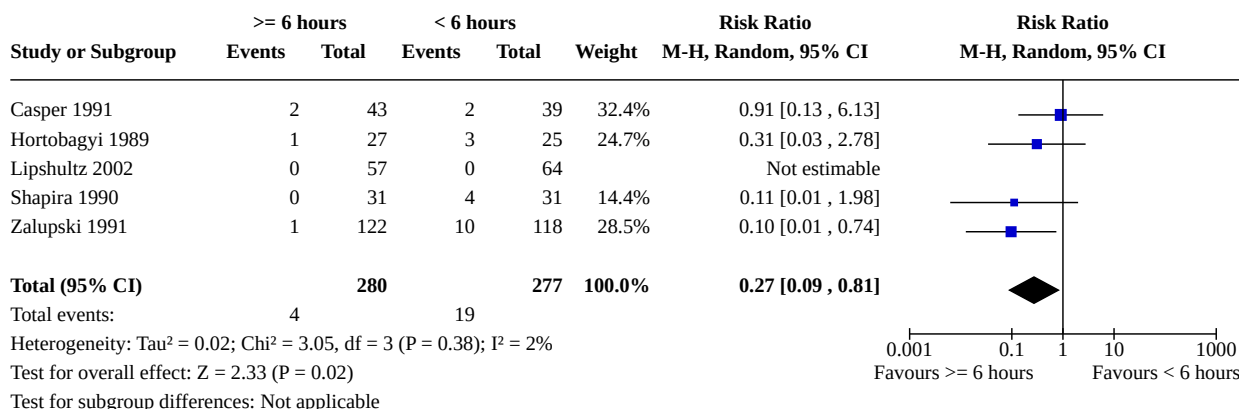 >= 6 hours < 6 hours Risk Ratio Risk Ratio
Study or Subgroup Events Total Events Total Weight M-H, Random, 95% CI M-H, Random, 95% CI
Casper 1991 2 43 2 39 32.4% 0.91 [0.13 , 6.13]
Hortobagyi 1989 1 27 3 25 24.7% 0.31 [0.03 , 2.78]
Lipshultz 2002 0 57 0 64 Not estimable
Shapira 1990 0 31 4 31 14.4% 0.11 [0.01 , 1.98]
Zalupski 1991 1 122 10 118 28.5% 0.10 [0.01 , 0.74]
Total (95% CI) 280 277 100.0% 0.27 [0.09 , 0.81]
Total events: 4 19
Heterogeneity: Tau² = 0.02; Chi² = 3.05, df = 3 (P = 0.38); I² = 2%
0.001 0.1 1 10 1000
Test for overall effect: Z = 2.33 (P = 0.02) Favours >= 6 hours Favours < 6 hours
Test for subgroup differences: Not applicable